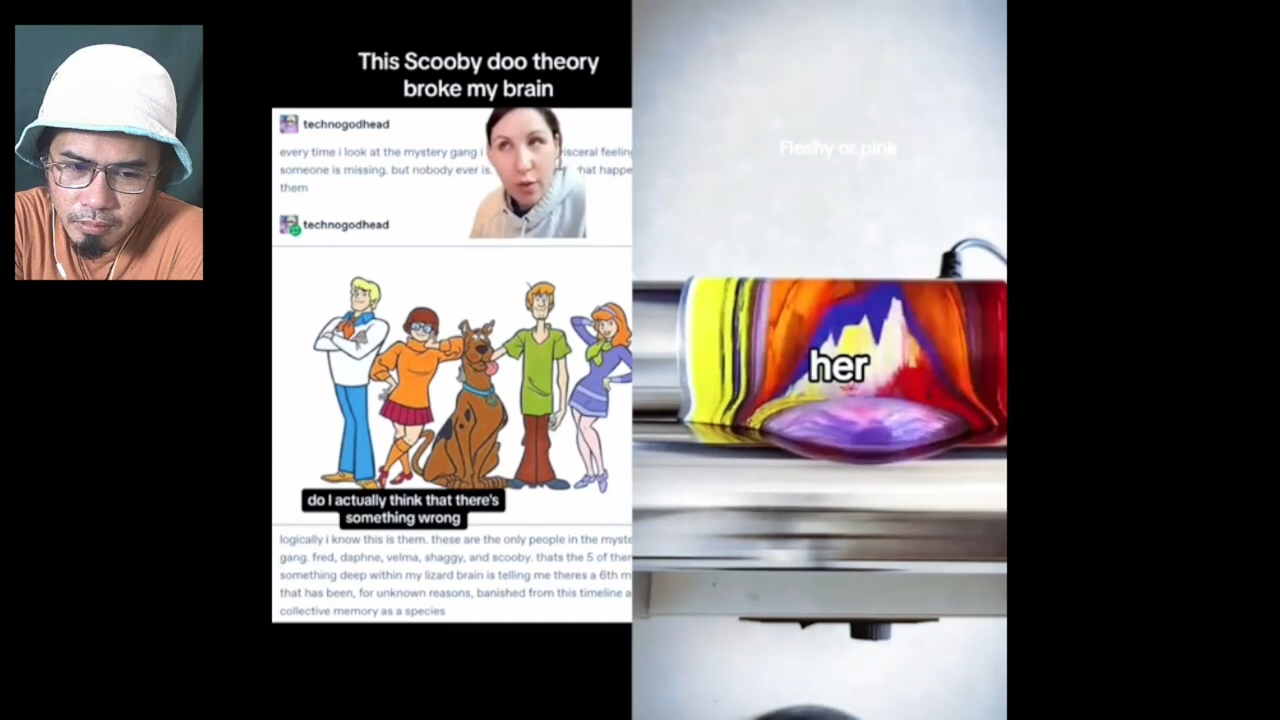 This Scooby doo theory
broke my brain
technogodhead
every time i look at the mystery gang i
someone is missing. but nobody ever is.
them
technogodhead
do I actually think that there's
something wrong
logically i know this is them. these are the only people in the myste
gang. fred, daphne, velma, shaggy, and scooby. thats the 5 of ther
something deep within my lizard brain is telling me theres a 6th m
that has been, for unknown reasons, banished from this timeline a
collective memory as a species
Fleshy or pink
her